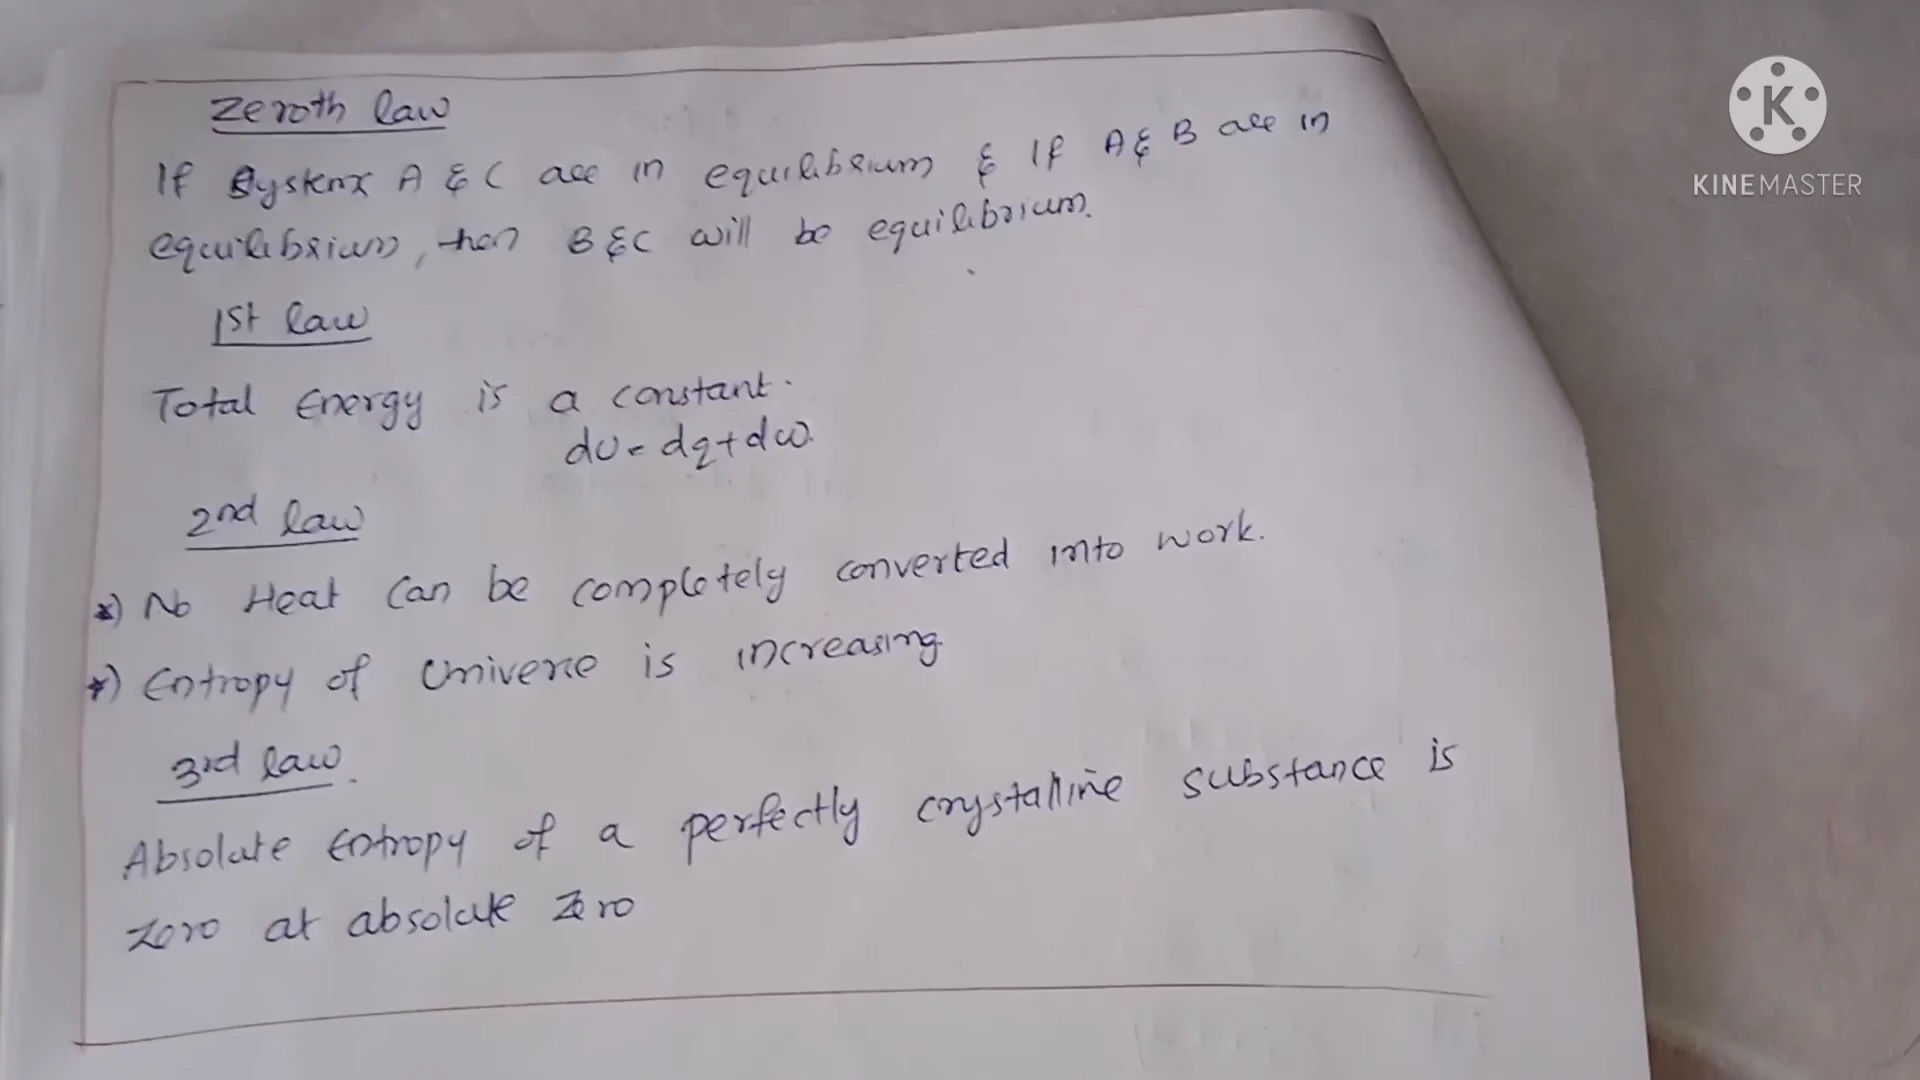 Zeroth law
If System A & C are in equilibrium & If A & B are in
equilibrium, then B & C will be equilibrium.
1st law
Total Energy is a constant.
dU = dq + dw.
2nd law
*) No Heat can be completely converted into work.
*) Entropy of Universe is increasing.
3rd law.
Absolute Entropy of a perfectly crystalline substance is
zero at absolute zero
K
KINEMASTER